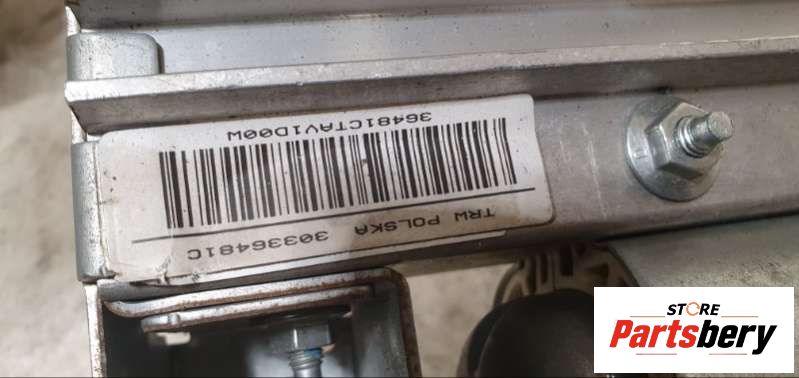 TRW POLSKA 30336481C
36481CTAV1D00W
STORE
Partsbery